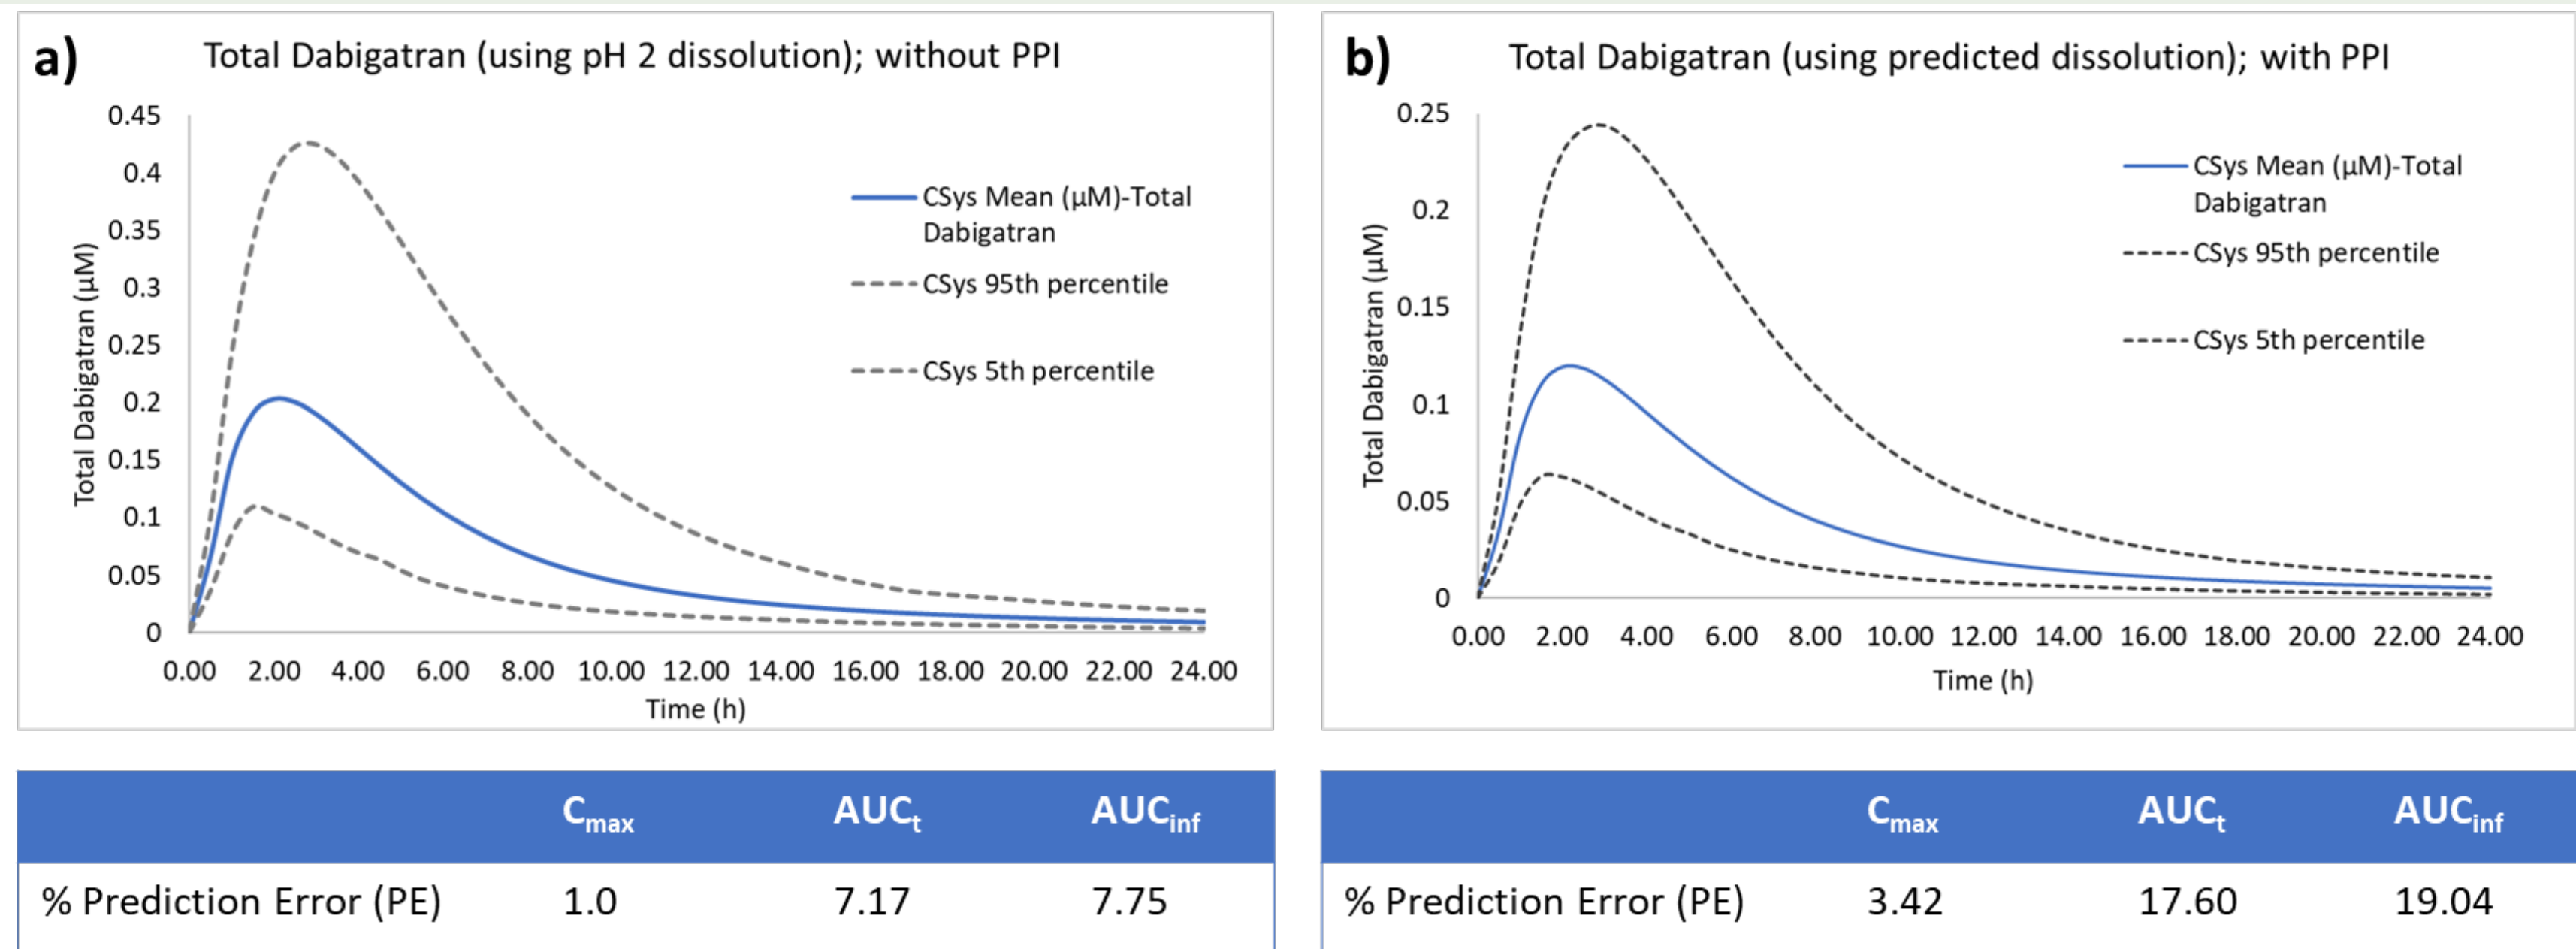 a)
Total Dabigatran (using pH 2 dissolution); without PPI
0.45
0.4
0.35
0.3
0.25
0.2
0.15
0.1
0.05
0
Total Dabigatran (μM)
CSys Mean (μM)-Total
Dabigatran
CSys 95th percentile
CSys 5th percentile
0.00 2.00 4.00 6.00 8.00 10.00 12.00 14.00 16.00 18.00 20.00 22.00 24.00
Time (h)
b)
Total Dabigatran (using predicted dissolution); with PPI
0.25
0.2
0.15
0.1
0.05
0
Total Dabigatran (μM)
CSys Mean (μM)-Total
Dabigatran
CSys 95th percentile
CSys 5th percentile
0.00 2.00 4.00 6.00 8.00 10.00 12.00 14.00 16.00 18.00 20.00 22.00 24.00
Time (h)
Cmax AUCt AUCinf
% Prediction Error (PE) 1.0 7.17 7.75
Cmax AUCt AUCinf
% Prediction Error (PE) 3.42 17.60 19.04